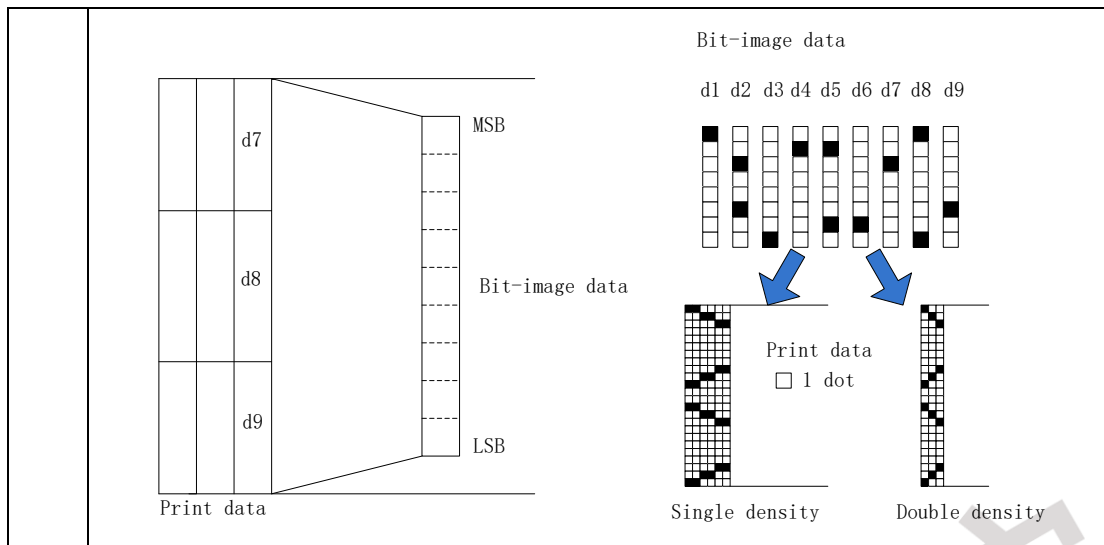 Bit-image data
d1 d2 d3 d4 d5 d6 d7 d8 d9
d7
MSB
d8
Bit-image data
d9
LSB
Print data
Print data
1 dot
Single density
Double density